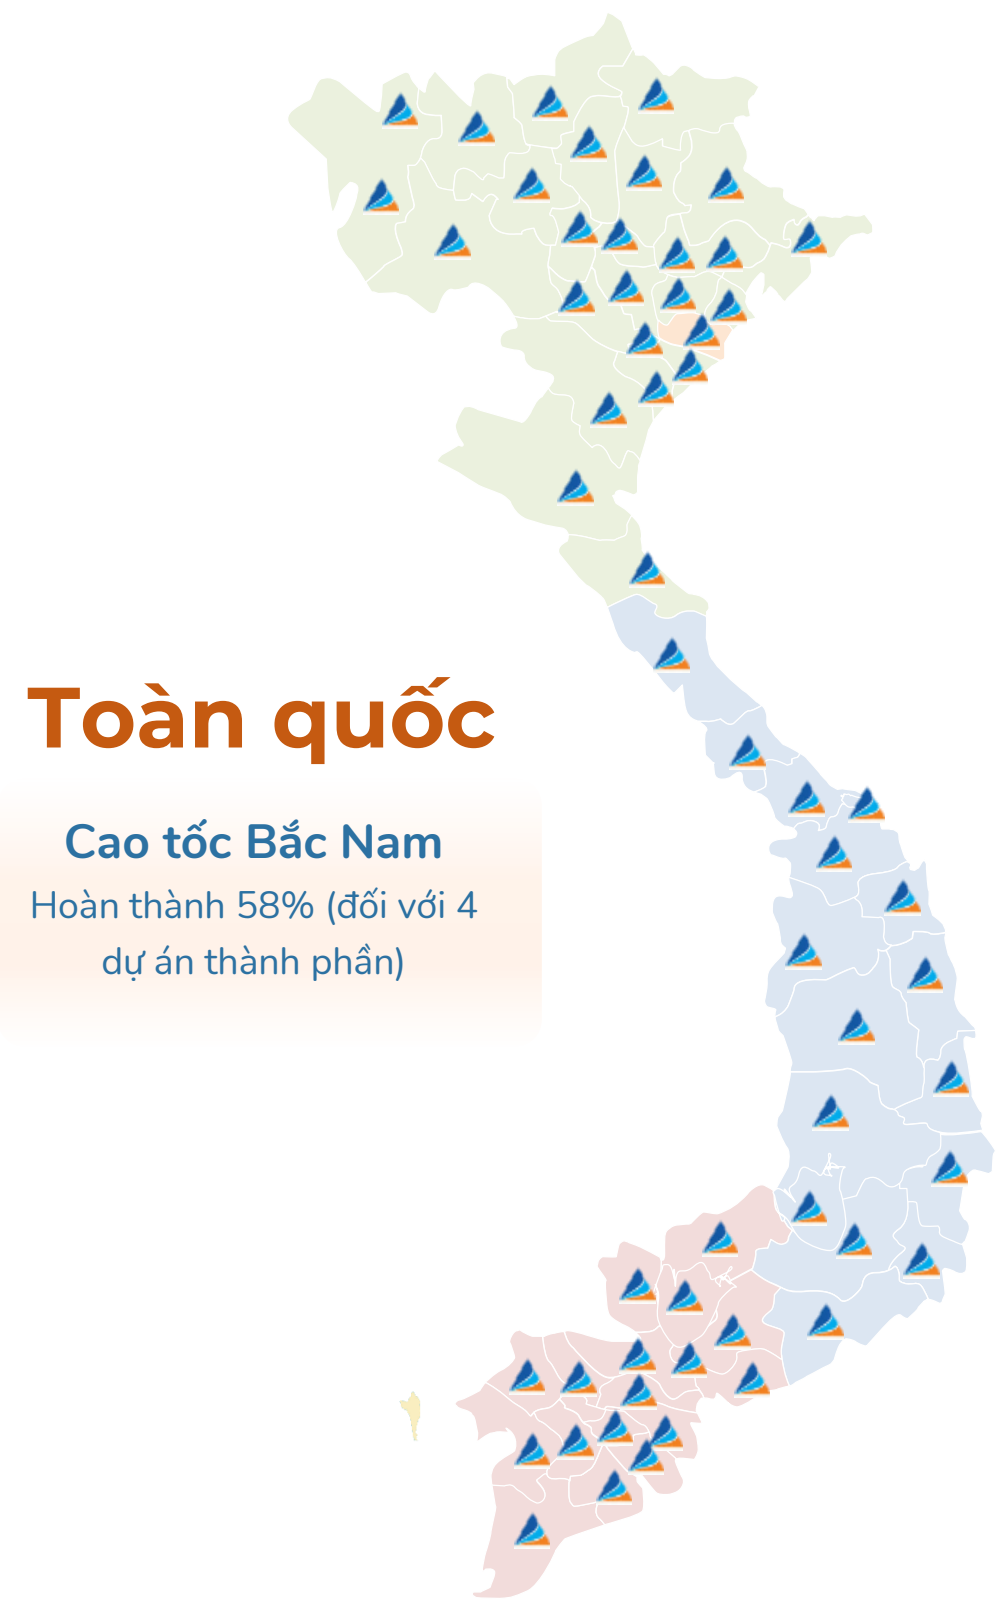 Toàn quốc
Cao tốc Bắc Nam
Hoàn thành 58% (đối với 4
dự án thành phần)